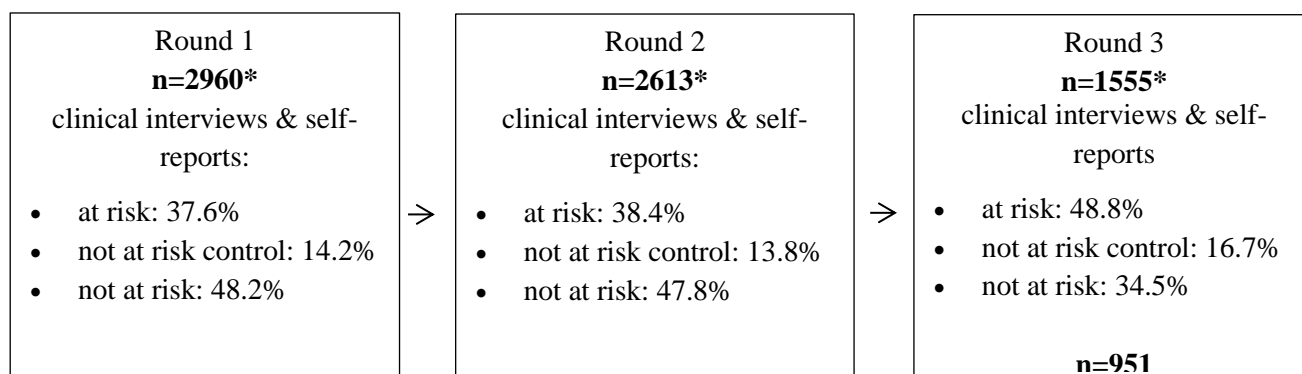 Round 1
n=2960*
clinical interviews & self-
reports:
• at risk: 37.6%
• not at risk control: 14.2%
• not at risk: 48.2%
Round 2
n=2613*
clinical interviews & self-
reports:
• at risk: 38.4%
• not at risk control: 13.8%
• not at risk: 47.8%
Round 3
n=1555*
clinical interviews & self-
reports
• at risk: 48.8%
• not at risk control: 16.7%
• not at risk: 34.5%
n=951